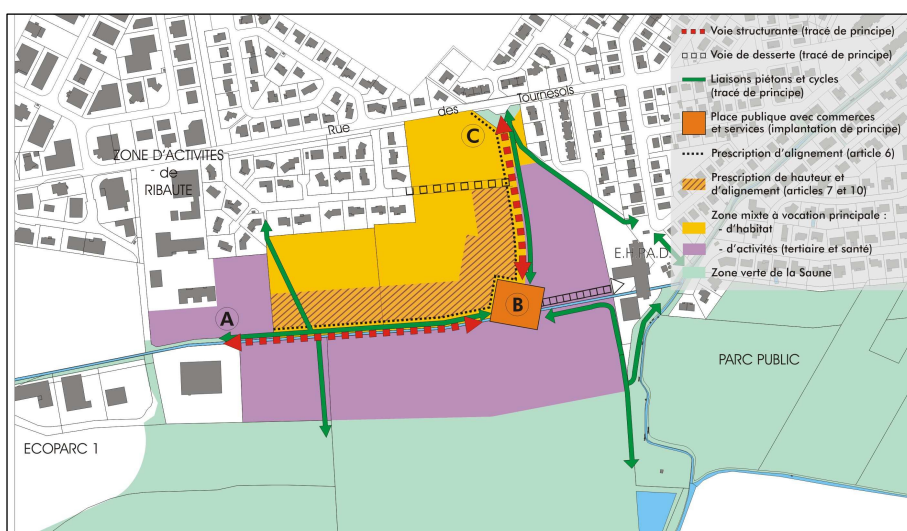 Voie structurante (tracé de principe)
Voie de desserte (tracé de principe)
Liaisons piétons et cycles
(tracé de principe)
Place publique avec commerces
et services (implantation de principe)
Prescription d'alignement (article 6)
Prescription de hauteur et
d'alignement (articles 7 et 10)
Zone mixte à vocation principale :
- d'habitat
- d'activités (tertiaire et santé)
Zone verte de la Saune
Rue des Tournesols
C
ZONE D'ACTIVITES
de
RIBAUTE
E.H.P.A.D.
B
A
PARC PUBLIC
ECOPARC 1